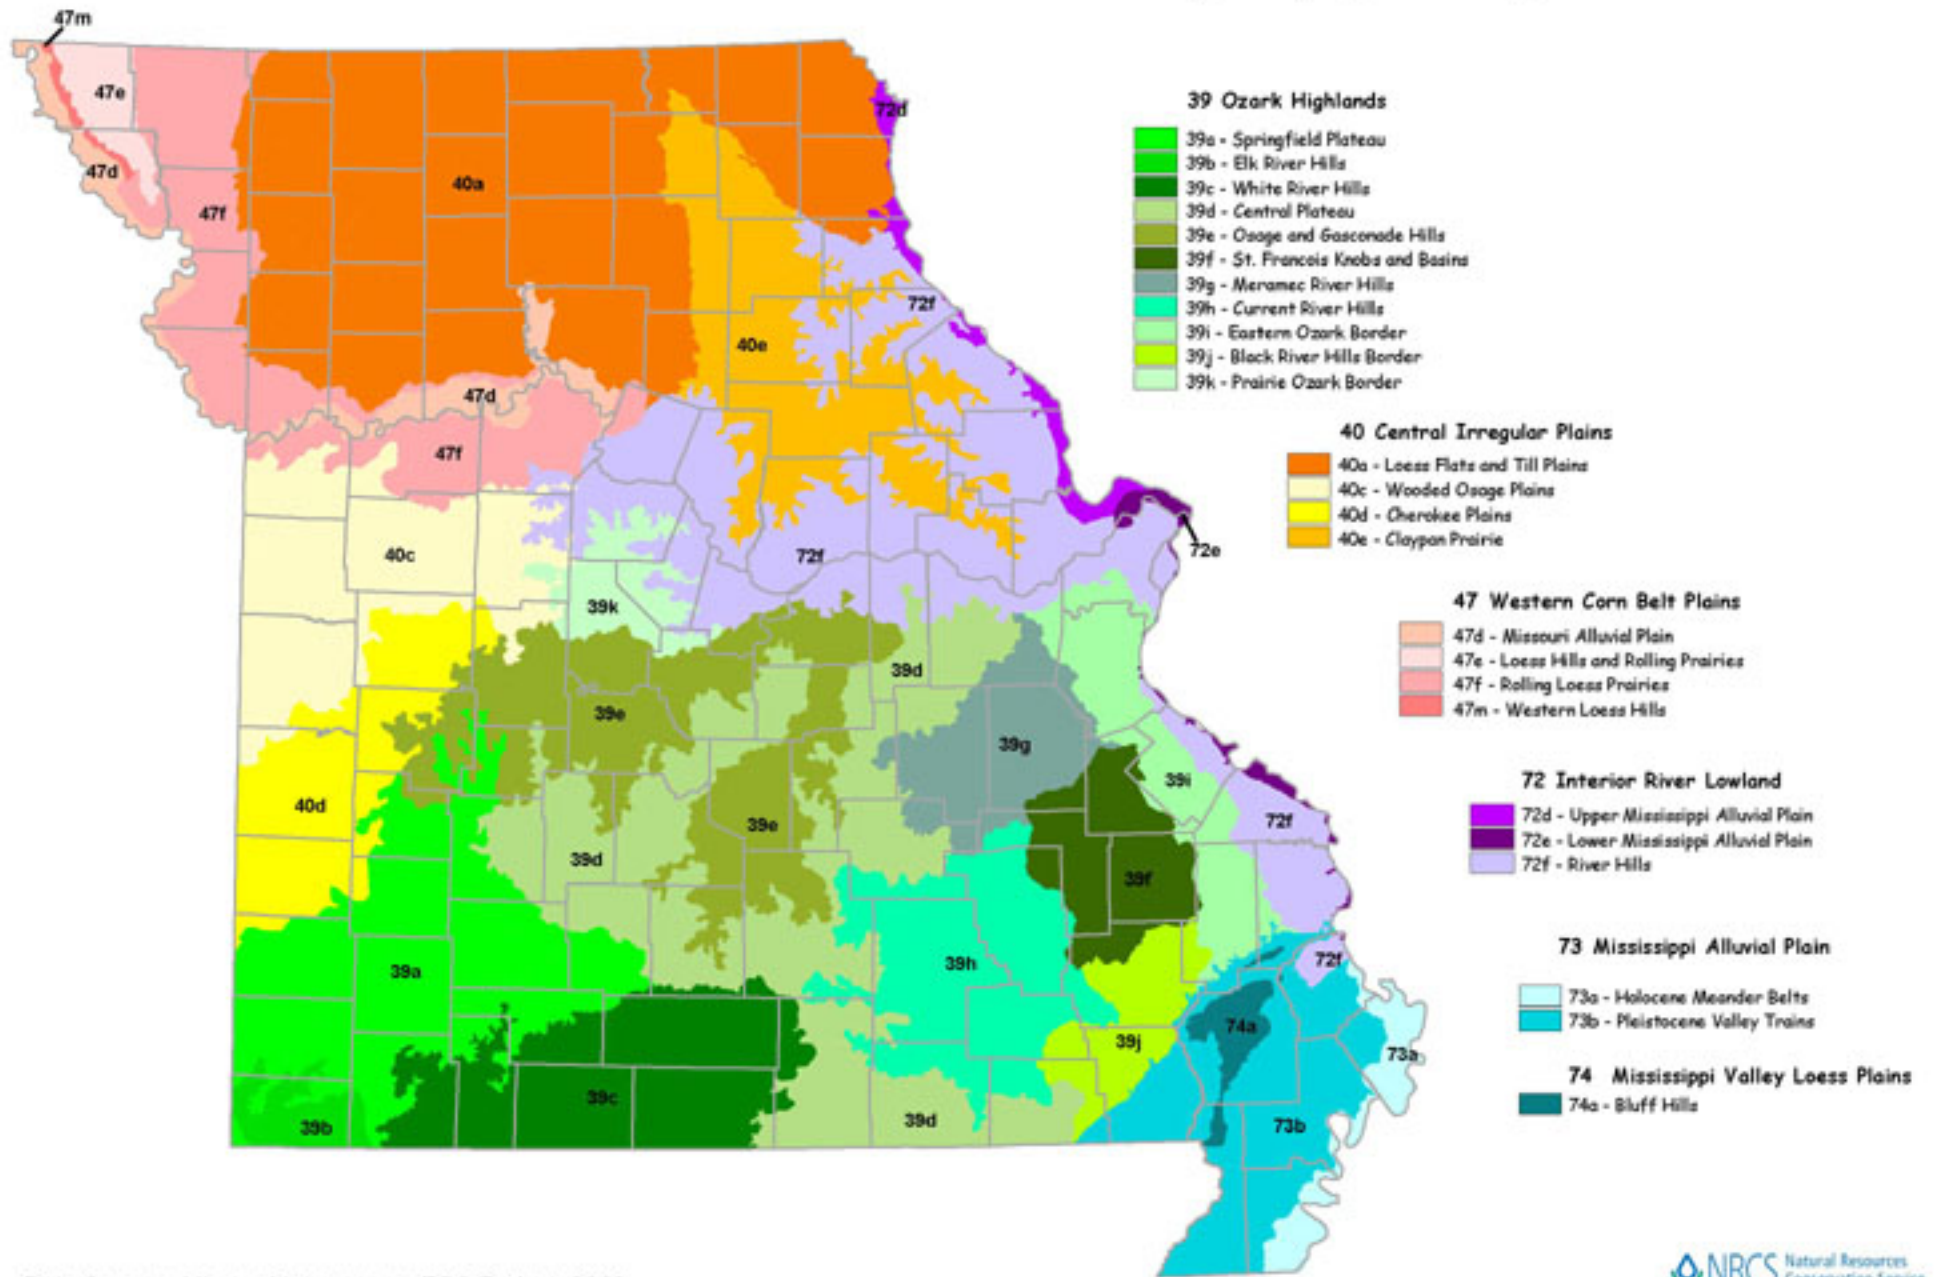 47m
47e
47d
47f
40a
72d
72f
40e
47d
47f
40c
72f
72e
39k
39d
39e
39g
39i
40d
39e
72f
39d
39f
39a
39h
72f
74a
39j
73a
39c
39b
39d
73b
39 Ozark Highlands
39a - Springfield Plateau
39b - Elk River Hills
39c - White River Hills
39d - Central Plateau
39e - Osage and Gasconade Hills
39f - St. Francois Knobs and Basins
39g - Meramec River Hills
39h - Current River Hills
39i - Eastern Ozark Border
39j - Black River Hills Border
39k - Prairie Ozark Border
40 Central Irregular Plains
40a - Loess Flats and Till Plains
40c - Wooded Osage Plains
40d - Cherokee Plains
40e - Claypan Prairie
47 Western Corn Belt Plains
47d - Missouri Alluvial Plain
47e - Loess Hills and Rolling Prairies
47f - Rolling Loess Prairies
47m - Western Loess Hills
72 Interior River Lowland
72d - Upper Mississippi Alluvial Plain
72e - Lower Mississippi Alluvial Plain
72f - River Hills
73 Mississippi Alluvial Plain
73a - Holocene Meander Belts
73b - Pleistocene Valley Trains
74 Mississippi Valley Loess Plains
74a - Bluff Hills
NRCS Natural Resources
Conservation Service